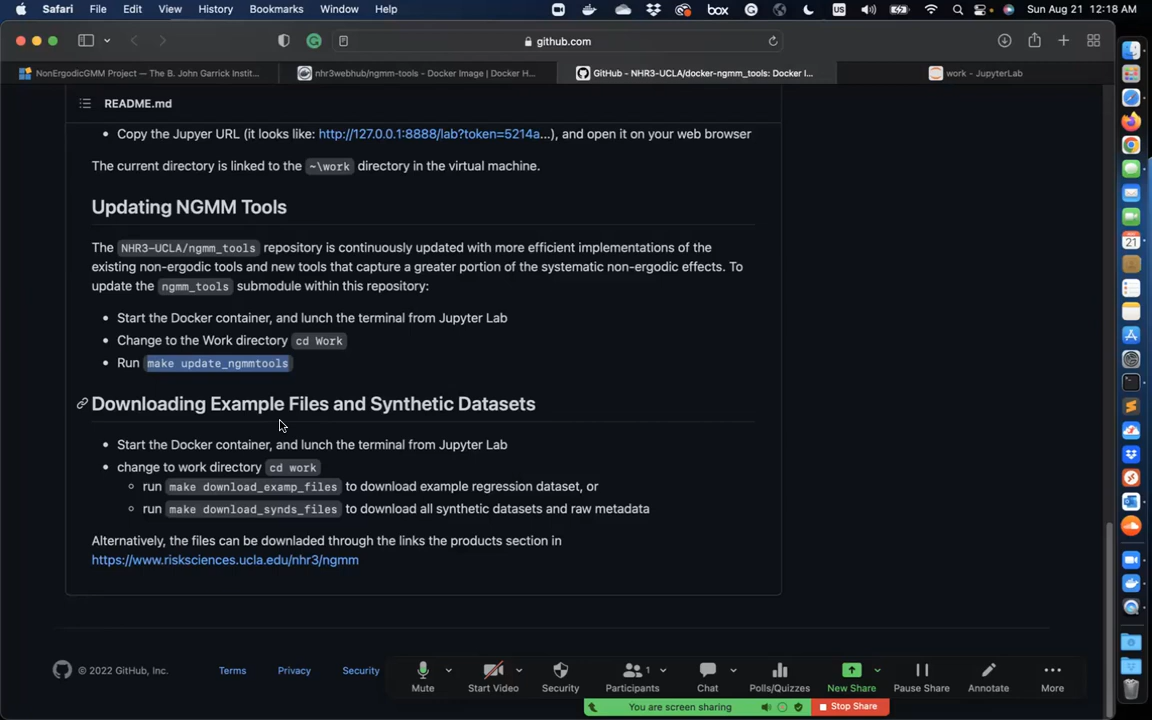 Safari File Edit View History Bookmarks Window Help box US Sun Aug 21 12:18 AM
github.com
NonErgodicGMM Project — The B. John Garrick Instit... nhr3webhub/ngmm-tools - Docker Image | Docker H... GitHub - NHR3-UCLA/docker-ngmm_tools: Docker I... work - JupyterLab
README.md
Copy the Jupyer URL (it looks like: http://127.0.0.1:8888/lab?token=5214a...), and open it on your web browser
The current directory is linked to the ~\work directory in the virtual machine.
Updating NGMM Tools
The NHR3-UCLA/ngmm_tools repository is continuously updated with more efficient implementations of the
existing non-ergodic tools and new tools that capture a greater portion of the systematic non-ergodic effects. To
update the ngmm_tools submodule within this repository:
Start the Docker container, and lunch the terminal from Jupyter Lab
Change to the Work directory cd Work
Run make update_ngmmtools
Downloading Example Files and Synthetic Datasets
Start the Docker container, and lunch the terminal from Jupyter Lab
change to work directory cd work
run make download_examp_files to download example regression dataset, or
run make download_synds_files to download all synthetic datasets and raw metadata
Alternatively, the files can be downladed through the links the products section in
https://www.risksciences.ucla.edu/nhr3/ngmm
© 2022 GitHub, Inc. Terms Privacy Security
1
Mute Start Video Security Participants Chat Polls/Quizzes New Share Pause Share Annotate More
You are screen sharing Stop Share